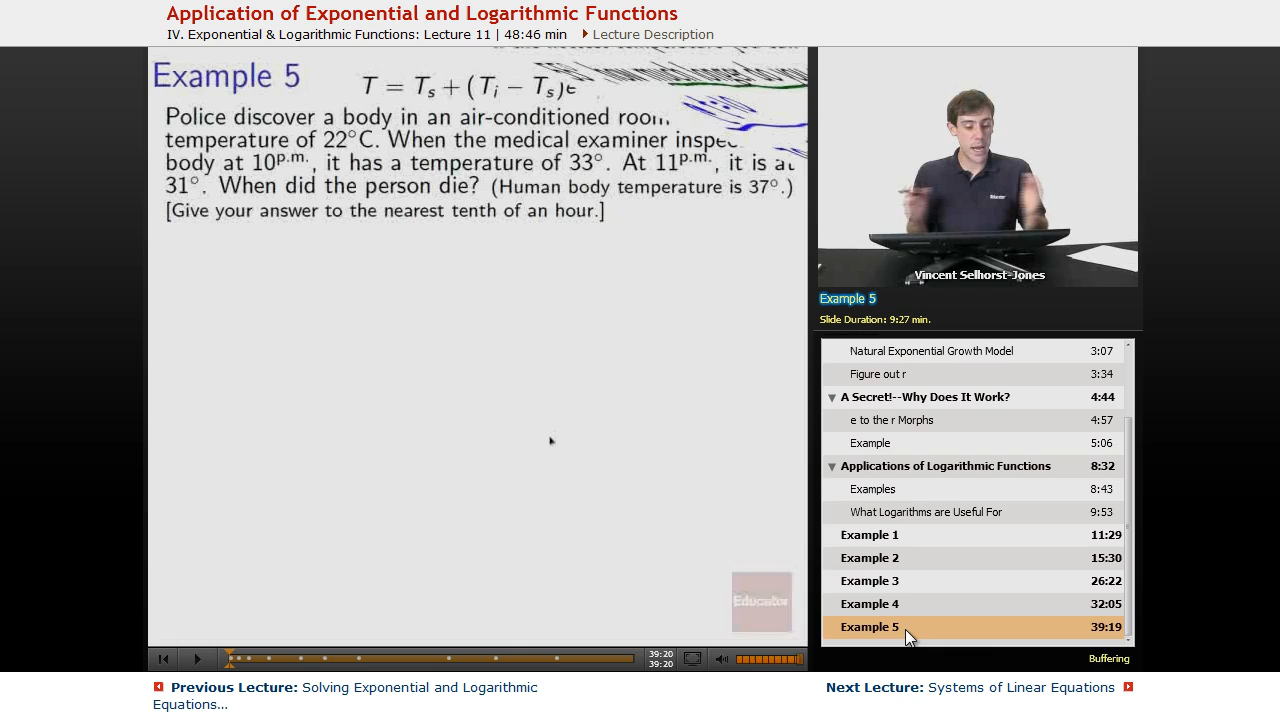 Application of Exponential and Logarithmic Functions
IV. Exponential & Logarithmic Functions: Lecture 11 | 48:46 min Lecture Description
Example 5
T = Ts + (Ti − Ts)e
Police discover a body in an air-conditioned
temperature of 22°C. When the medical examiner
body at 10p.m., it has a temperature of 33°. At 11p.m., it is
31°. When did the person die? (Human body temperature is 37°.)
[Give your answer to the nearest tenth of an hour.]
Educator
39:20
39:20
Educator
Vincent Selhorst-Jones
Example 5
Slide Duration: 9:27 min.
Natural Exponential Growth Model 3:07
Figure out r 3:34
A Secret!--Why Does It Work? 4:44
e to the r Morphs 4:57
Example 5:06
Applications of Logarithmic Functions 8:32
Examples 8:43
What Logarithms are Useful For 9:53
Example 1 11:29
Example 2 15:30
Example 3 26:22
Example 4 32:05
Example 5 39:19
Buffering
Previous Lecture: Solving Exponential and Logarithmic
Equations...
Next Lecture: Systems of Linear Equations